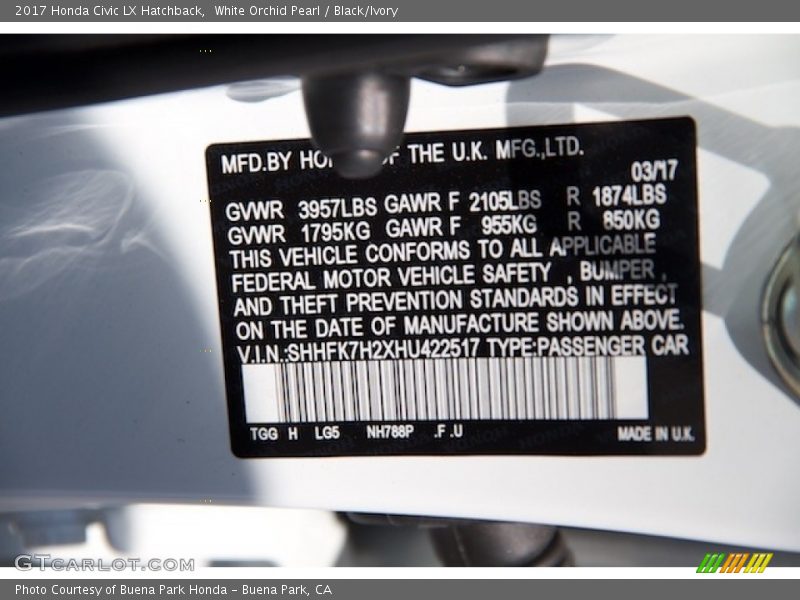 2017 Honda Civic LX Hatchback, White Orchid Pearl / Black/Ivory
MFD.BY OF THE U.K. MFG.,LTD.
03/17
GVWR 3957LBS GAWR F 2105LBS R 1874LBS
GVWR 1795KG GAWR F 955KG R 850KG
THIS VEHICLE CONFORMS TO ALL APPLICABLE
FEDERAL MOTOR VEHICLE SAFETY , BUMPER ,
AND THEFT PREVENTION STANDARDS IN EFFECT
ON THE DATE OF MANUFACTURE SHOWN ABOVE.
V.I.N.:SHHFK7H2XHU422517 TYPE:PASSENGER CAR
TGG H LG5 NH788P .F .U MADE IN U.K.
GTCARLOT.COM
Photo Courtesy of Buena Park Honda - Buena Park, CA